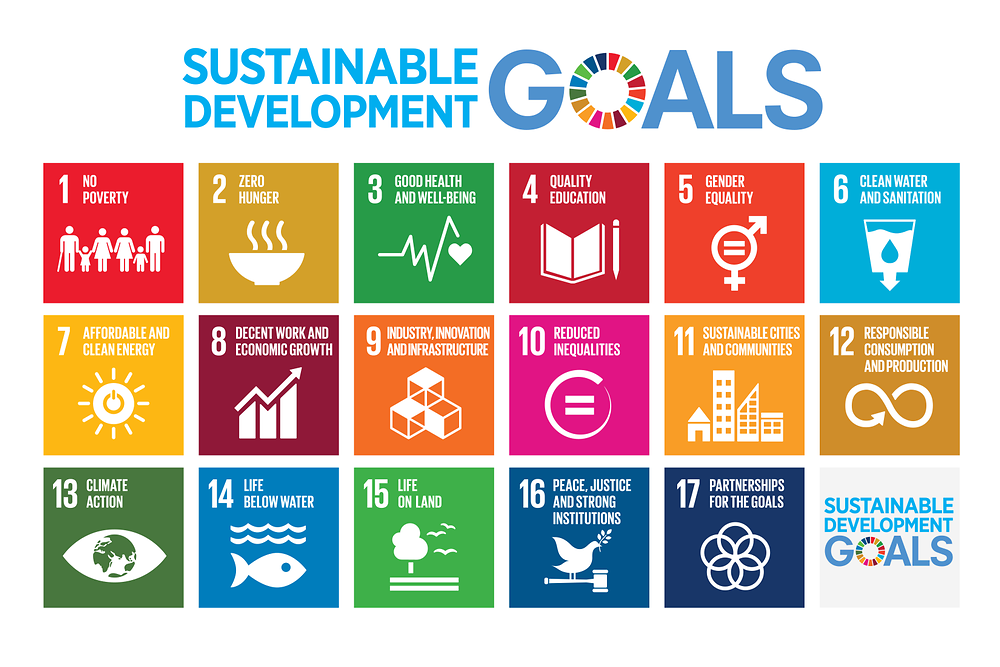 SUSTAINABLE
DEVELOPMENT
GOALS
1 NO
POVERTY
2 ZERO
HUNGER
3 GOOD HEALTH
AND WELL-BEING
4 QUALITY
EDUCATION
5 GENDER
EQUALITY
6 CLEAN WATER
AND SANITATION
7 AFFORDABLE AND
CLEAN ENERGY
8 DECENT WORK AND
ECONOMIC GROWTH
9 INDUSTRY, INNOVATION
AND INFRASTRUCTURE
10 REDUCED
INEQUALITIES
11 SUSTAINABLE CITIES
AND COMMUNITIES
12 RESPONSIBLE
CONSUMPTION
AND PRODUCTION
13 CLIMATE
ACTION
14 LIFE
BELOW WATER
15 LIFE
ON LAND
16 PEACE, JUSTICE
AND STRONG
INSTITUTIONS
17 PARTNERSHIPS
FOR THE GOALS
SUSTAINABLE
DEVELOPMENT
GOALS